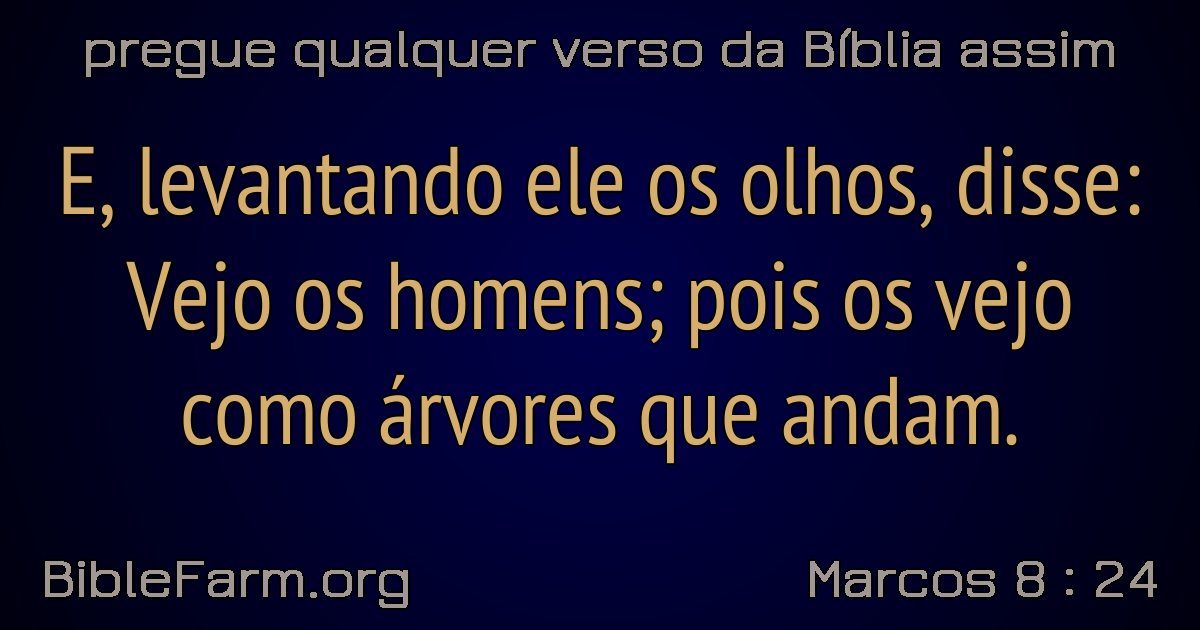 pregue qualquer verso da Bíblia assim
E, levantando ele os olhos, disse:
Vejo os homens; pois os vejo
como árvores que andam.
BibleFarm.org
Marcos 8 : 24